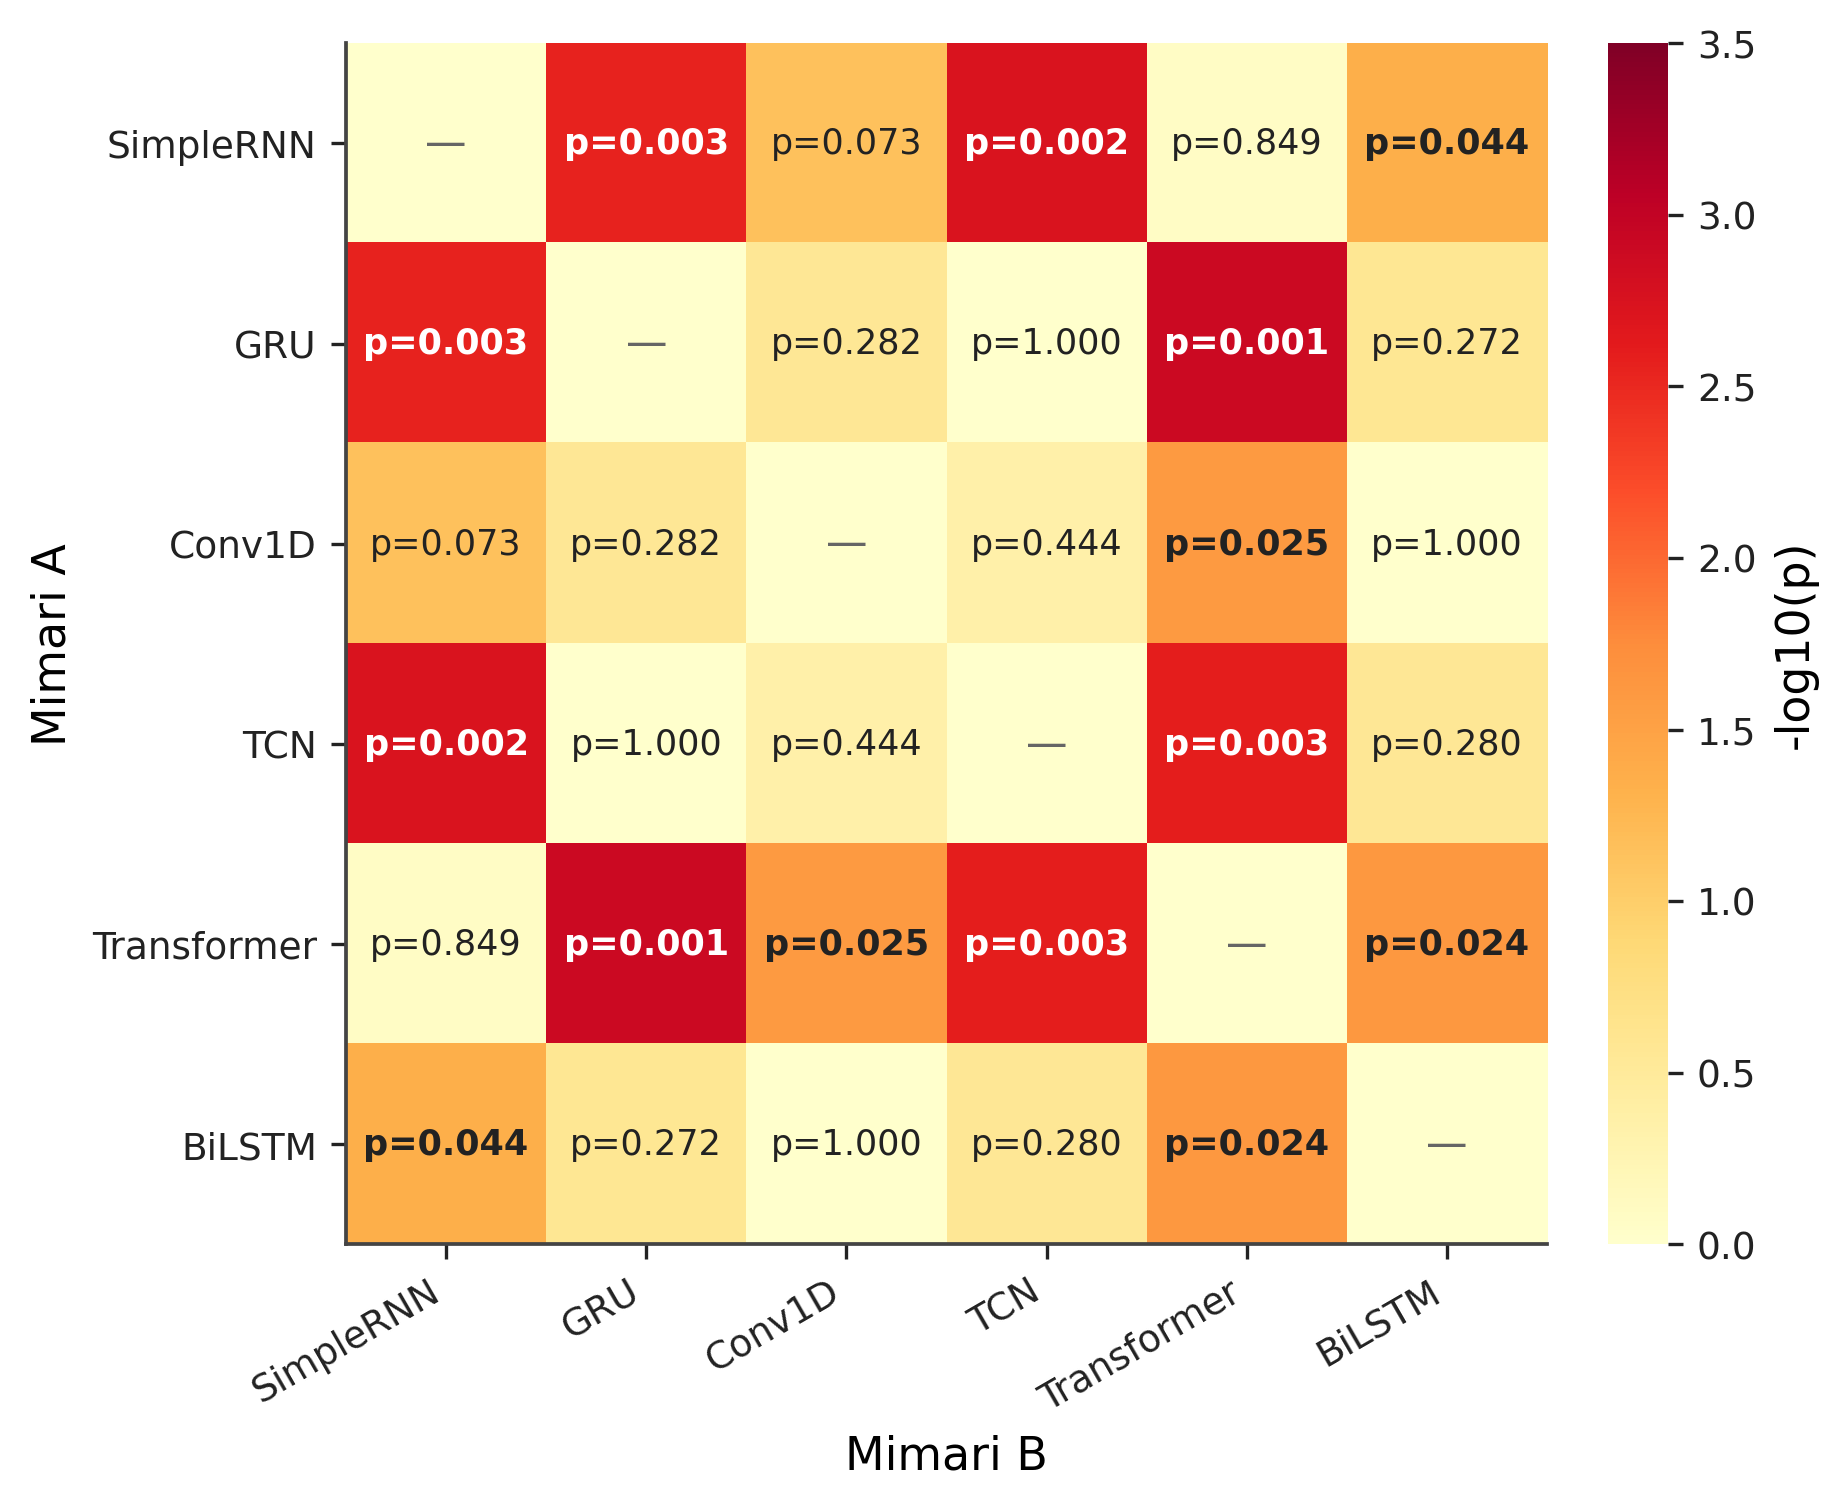 SimpleRNN — p=0.003 p=0.073 p=0.002 p=0.849 p=0.044
GRU p=0.003 — p=0.282 p=1.000 p=0.001 p=0.272
Conv1D p=0.073 p=0.282 — p=0.444 p=0.025 p=1.000
TCN p=0.002 p=1.000 p=0.444 — p=0.003 p=0.280
Transformer p=0.849 p=0.001 p=0.025 p=0.003 — p=0.024
BiLSTM p=0.044 p=0.272 p=1.000 p=0.280 p=0.024 —
SimpleRNN GRU Conv1D TCN Transformer BiLSTM
Mimari A
Mimari B
3.5
3.0
2.5
2.0
1.5
1.0
0.5
0.0
-log10(p)